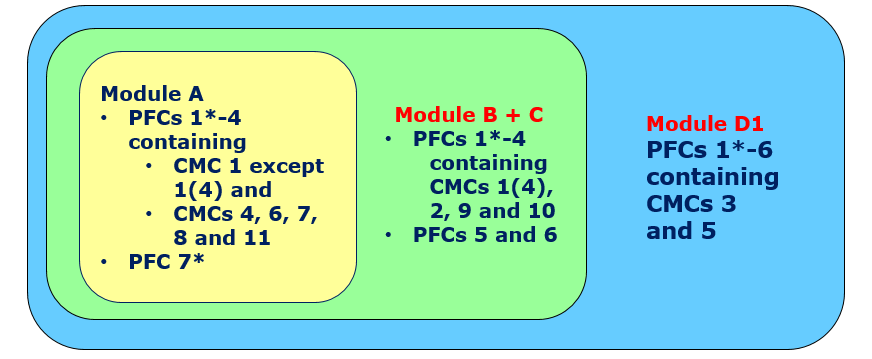 Module A
• PFCs 1*-4
containing
• CMC 1 except
1(4) and
• CMCs 4, 6, 7,
8 and 11
• PFC 7*
Module B + C
• PFCs 1*-4
containing
CMCs 1(4),
2, 9 and 10
• PFCs 5 and 6
Module D1
PFCs 1*-6
containing
CMCs 3
and 5